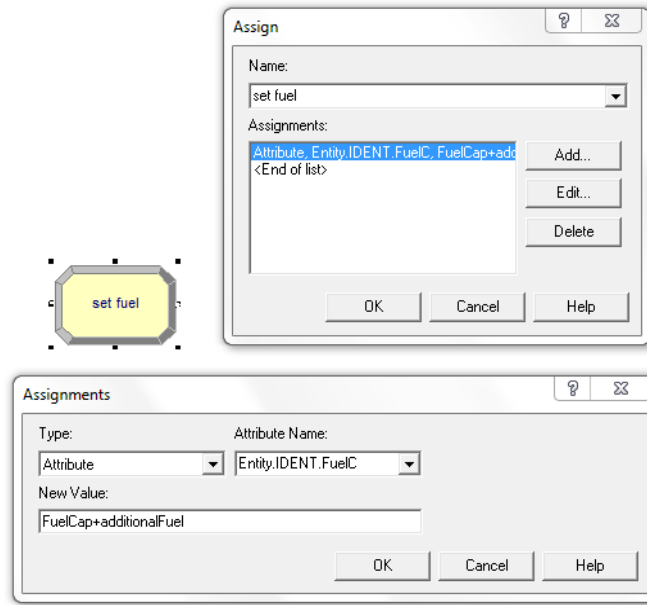 Assign
Name:
set fuel
Assignments:
Attribute, Entity.IDENT.FuelC, FuelCap+add
<End of list>
Add...
Edit...
Delete
OK Cancel Help
set fuel
Assignments
Type: Attribute Name:
Attribute Entity.IDENT.FuelC
New Value:
FuelCap+additionalFuel
OK Cancel Help